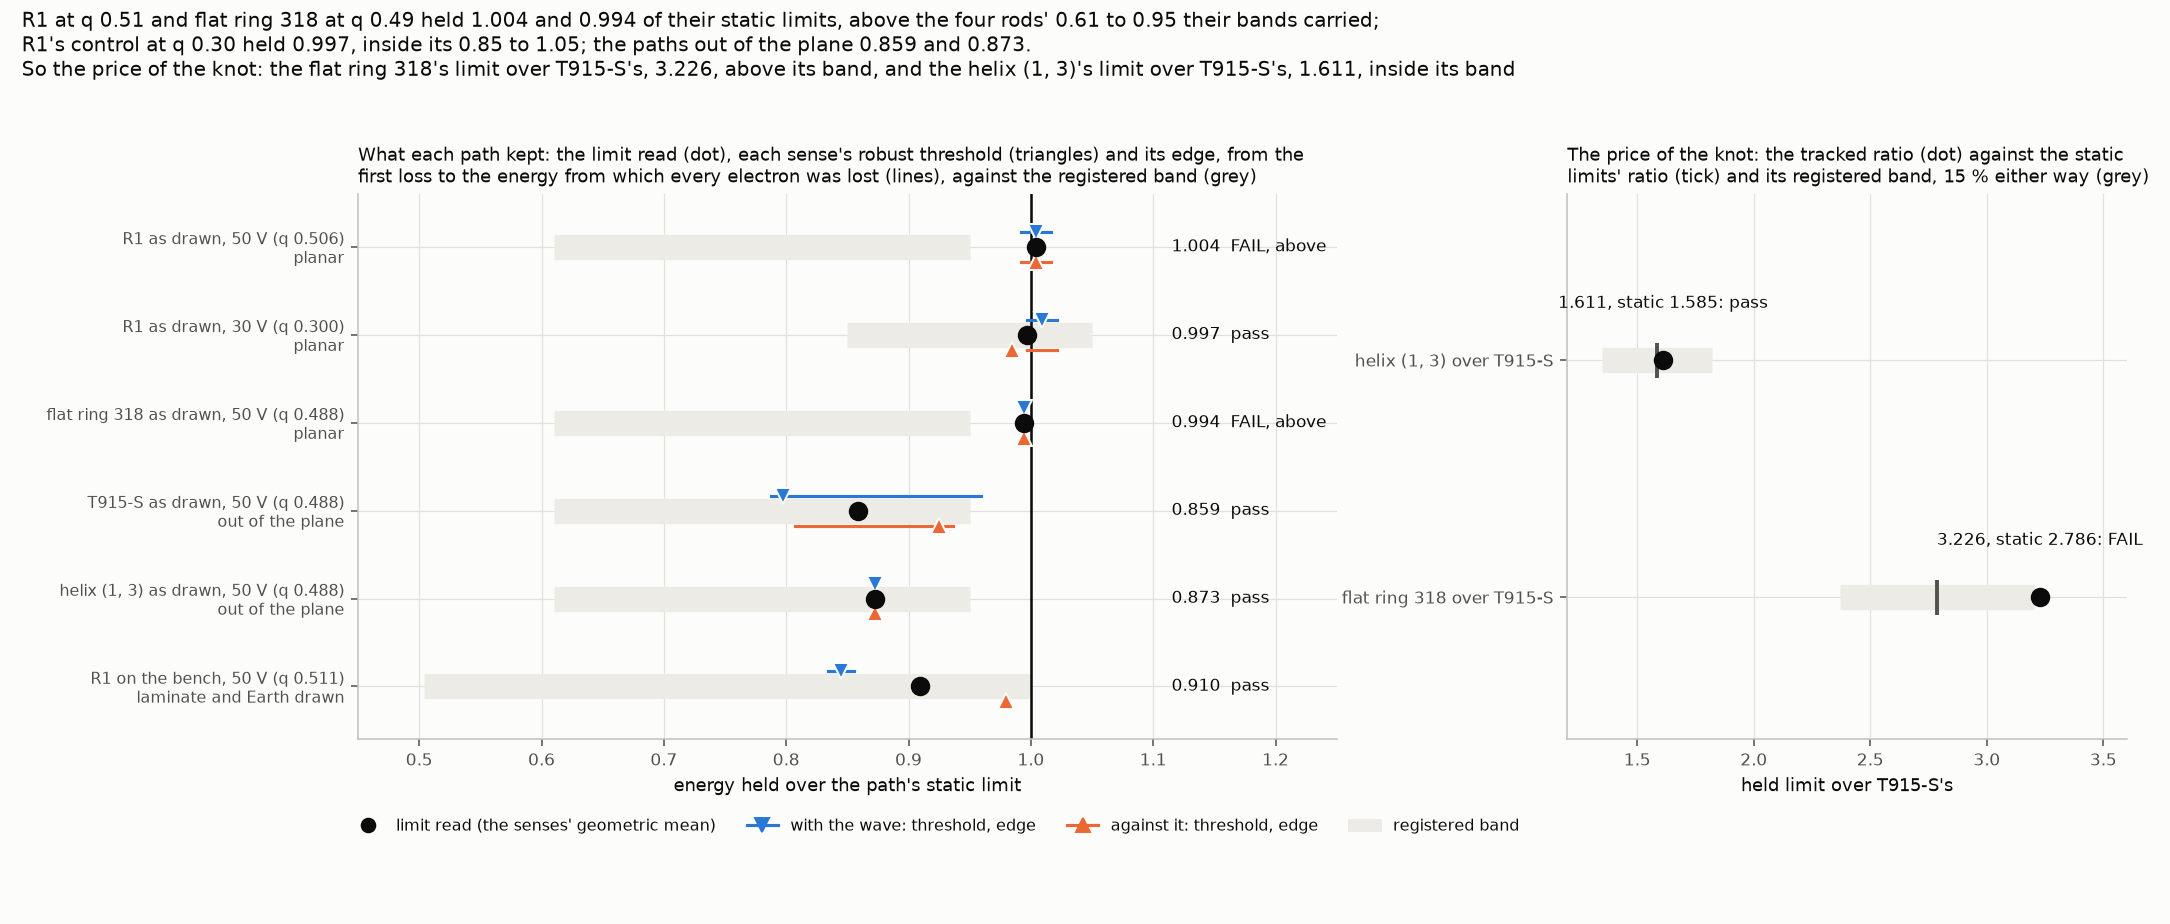 R1 at q 0.51 and flat ring 318 at q 0.49 held 1.004 and 0.994 of their static limits, above the four rods' 0.61 to 0.95 their bands carried;
R1's control at q 0.30 held 0.997, inside its 0.85 to 1.05; the paths out of the plane 0.859 and 0.873.
So the price of the knot: the flat ring 318's limit over T915-S's, 3.226, above its band, and the helix (1, 3)'s limit over T915-S's, 1.611, inside its band
What each path kept: the limit read (dot), each sense's robust threshold (triangles) and its edge, from the
first loss to the energy from which every electron was lost (lines), against the registered band (grey)
R1 as drawn, 50 V (q 0.506)
planar
1.004 FAIL, above
R1 as drawn, 30 V (q 0.300)
planar
0.997 pass
flat ring 318 as drawn, 50 V (q 0.488)
planar
0.994 FAIL, above
T915-S as drawn, 50 V (q 0.488)
out of the plane
0.859 pass
helix (1, 3) as drawn, 50 V (q 0.488)
out of the plane
0.873 pass
R1 on the bench, 50 V (q 0.511)
laminate and Earth drawn
0.910 pass
0.5 0.6 0.7 0.8 0.9 1.0 1.1 1.2
energy held over the path's static limit
limit read (the senses' geometric mean) with the wave: threshold, edge against it: threshold, edge registered band
The price of the knot: the tracked ratio (dot) against the static
limits' ratio (tick) and its registered band, 15 % either way (grey)
1.611, static 1.585: pass
helix (1, 3) over T915-S
3.226, static 2.786: FAIL
flat ring 318 over T915-S
1.5 2.0 2.5 3.0 3.5
held limit over T915-S's